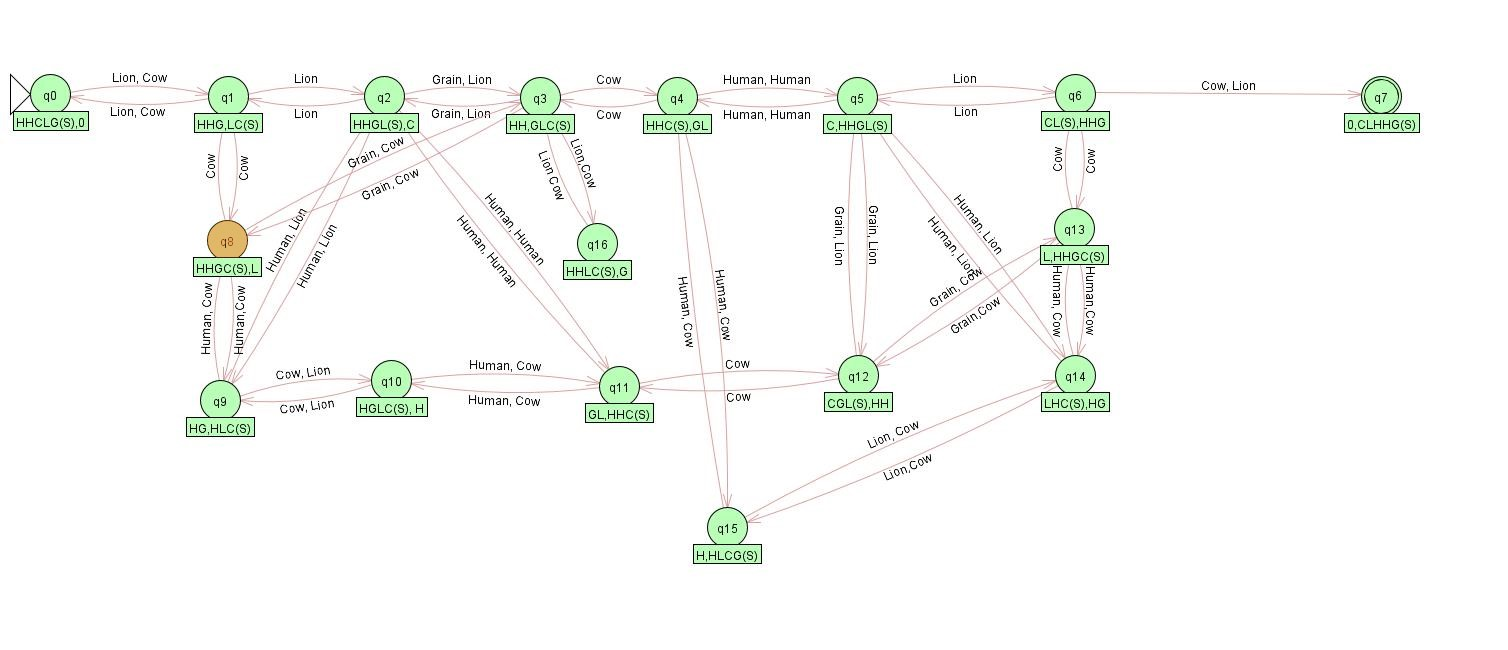 Lion, Cow
Lion
Grain, Lion
Cow
Human, Human
Lion
Cow, Lion
q0
q1
q2
q3
q4
q5
q6
q7
Lion, Cow
Lion
Grain, Lion
Cow
Human, Human
Lion
HHCLG(S),0
HHG,LC(S)
HHGL(S),C
HH,GLC(S)
HHC(S),GL
C,HHGL(S)
CL(S),HHG
0,CLHHG(S)
Cow
Cow
Grain, Cow
Grain, Cow
Lion Cow
Lion,Cow
Cow
Cow
q8
HHGC(S),L
Human, Lion
Human, Lion
Human, Human
Human, Human
q16
HHLC(S),G
Grain, Lion
Grain, Lion
Human, Lion
Human, Lion
q13
L,HHGC(S)
Human, Cow
Human,Cow
Human, Cow
Human, Cow
Grain, Cow
Grain,Cow
Human, Cow
Human,Cow
Cow, Lion
q10
Human, Cow
Cow
q9
Cow, Lion
HGLC(S), H
Human, Cow
q11
Cow
q12
q14
HG,HLC(S)
GL,HHC(S)
CGL(S),HH
LHC(S),HG
Lion, Cow
Lion,Cow
q15
H,HLCG(S)